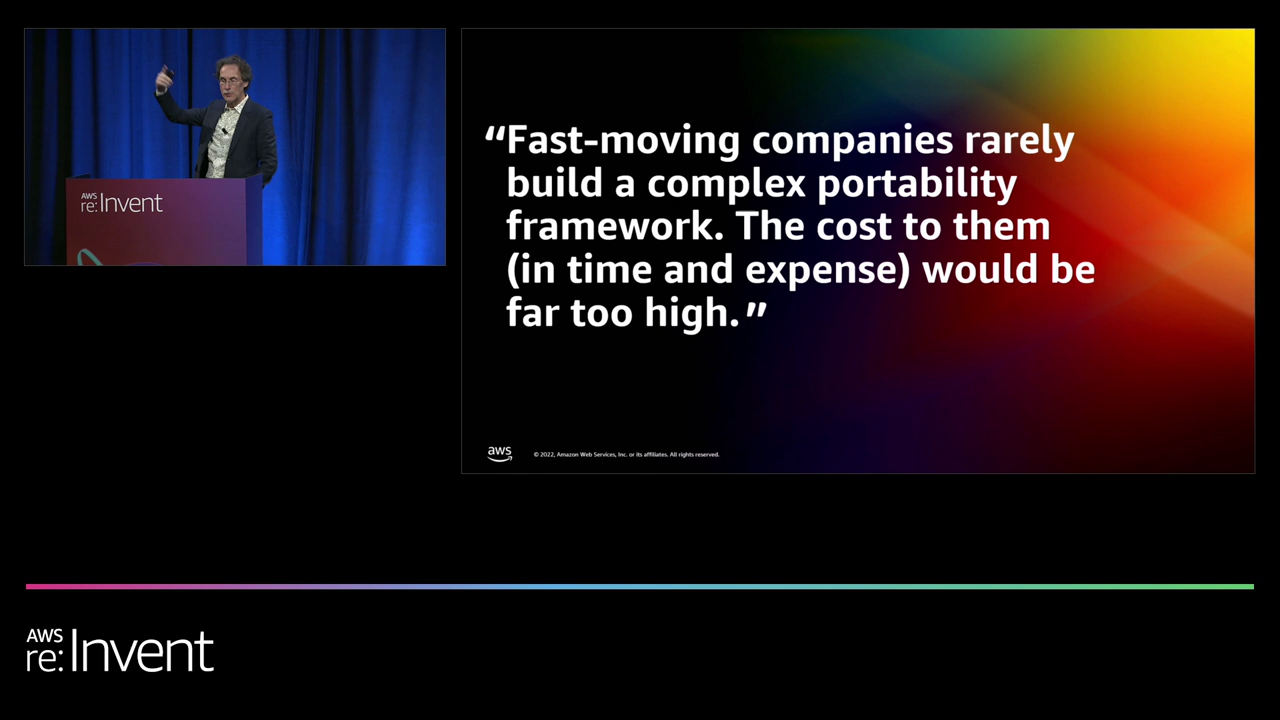 AWS
re:Invent
“Fast-moving companies rarely
build a complex portability
framework. The cost to them
(in time and expense) would be
far too high.”
aws
© 2022, Amazon Web Services, Inc. or its affiliates. All rights reserved.
AWS
re:Invent